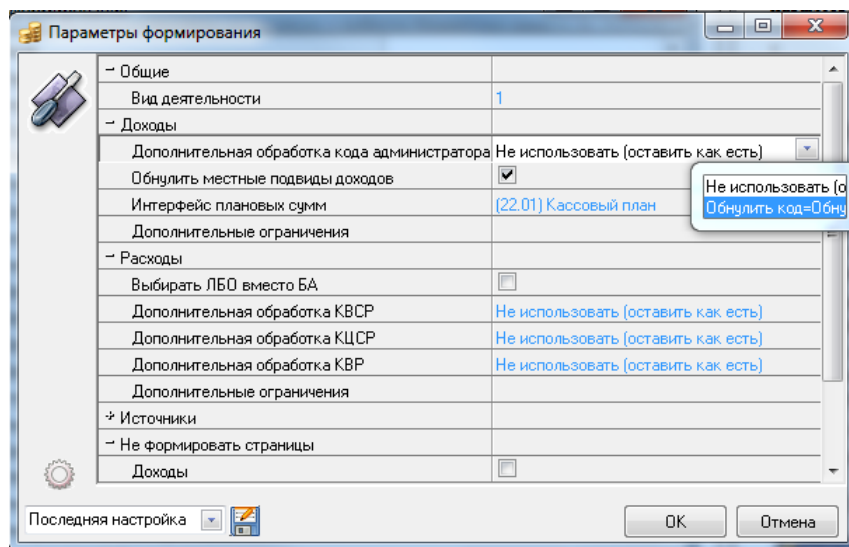 Параметры формирования
Общие
Вид деятельности 1
Доходы
Дополнительная обработка кода администратора Не использовать (оставить как есть)
Обнулить местные подвиды доходов
Не использовать (о
Интерфейс плановых сумм (22.01) Кассовый план
Обнулить код=Обну
Дополнительные ограничения
Расходы
Выбирать ЛБО вместо БА
Дополнительная обработка КВСР Не использовать (оставить как есть)
Дополнительная обработка КЦСР Не использовать (оставить как есть)
Дополнительная обработка КВР Не использовать (оставить как есть)
Дополнительные ограничения
Источники
Не формировать страницы
Доходы
Последняя настройка OK Отмена